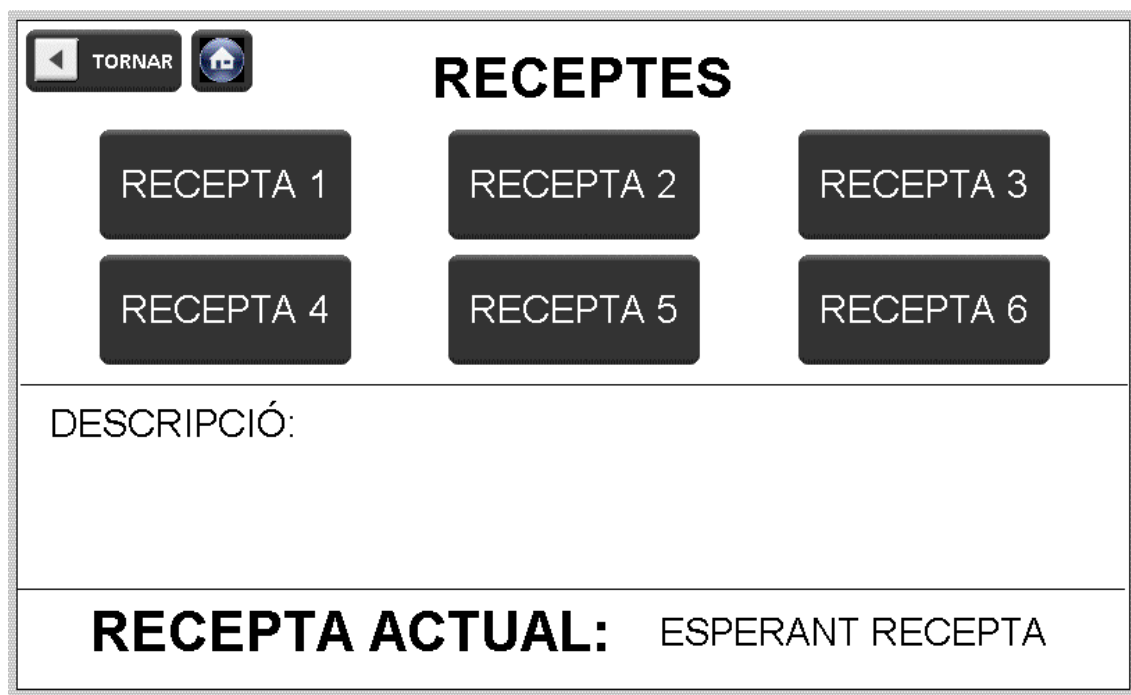 TORNAR
RECEPTES
RECEPTA 1 RECEPTA 2 RECEPTA 3
RECEPTA 4 RECEPTA 5 RECEPTA 6
DESCRIPCIÓ:
RECEPTA ACTUAL: ESPERANT RECEPTA